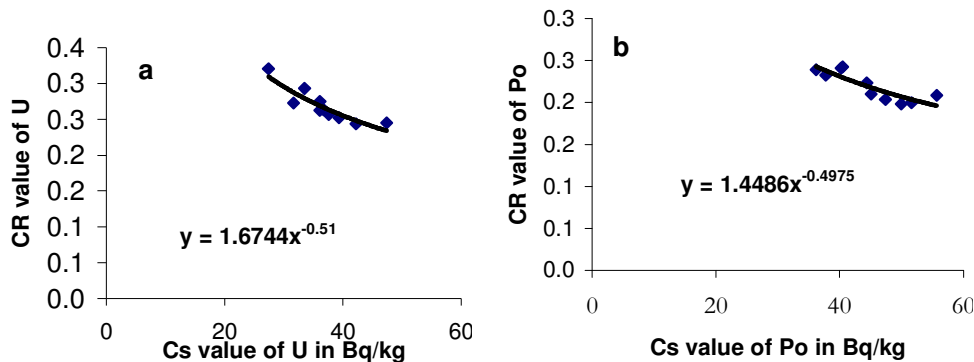 a
CR value of U
0.4
0.3
0.3
0.2
0.2
0.1
0.1
0.0
y = 1.6744x^-0.51
0 20 40 60
Cs value of U in Bq/kg
b
CR value of Po
0.3
0.3
0.2
0.2
0.1
0.1
0.0
y = 1.4486x^-0.4975
0 20 40 60
Cs value of Po in Bq/kg